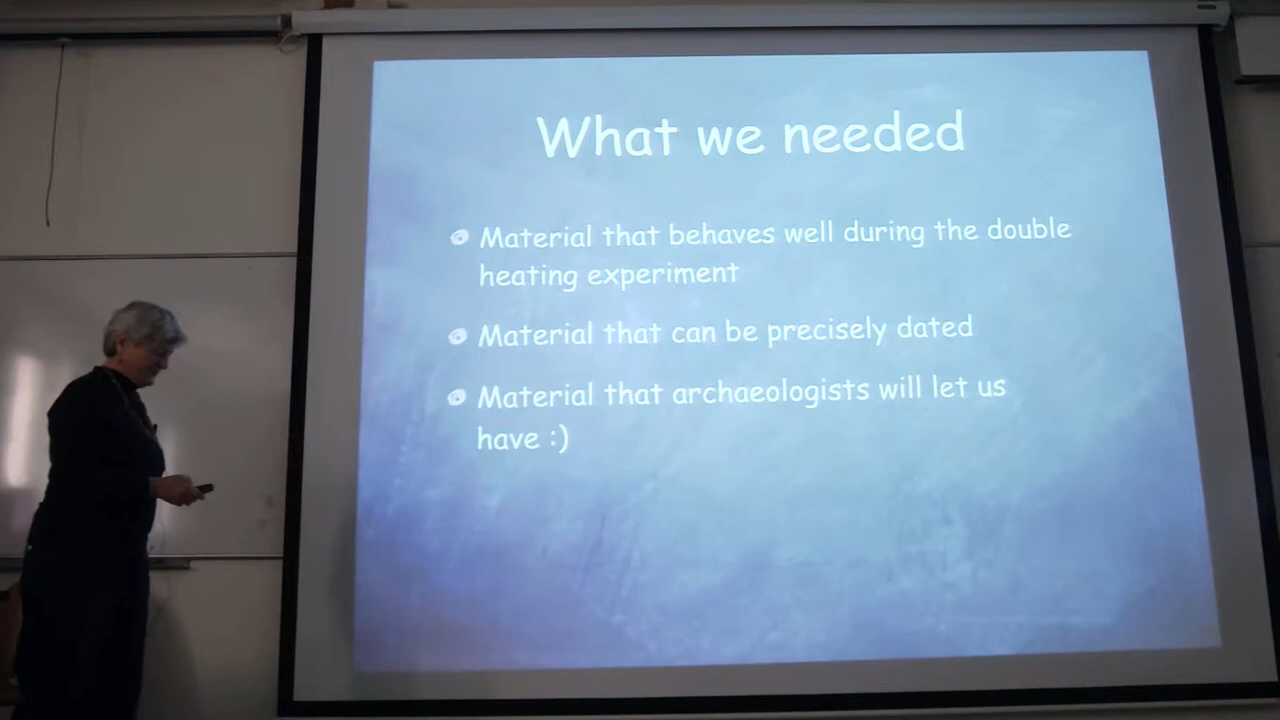 What we needed
Material that behaves well during the double
heating experiment
Material that can be precisely dated
Material that archaeologists will let us
have :)